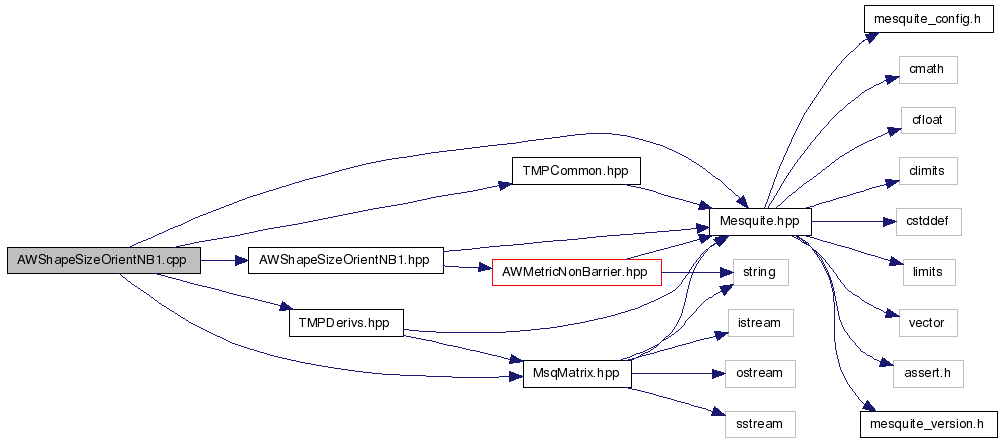 mesquite_config.h
cmath
cfloat
TMPCommon.hpp
climits
Mesquite.hpp
cstddef
AWShapeSizeOrientNB1.cpp
AWShapeSizeOrientNB1.hpp
AWMetricNonBarrier.hpp
string
limits
TMPDerivs.hpp
istream
vector
MsqMatrix.hpp
ostream
assert.h
sstream
mesquite_version.h